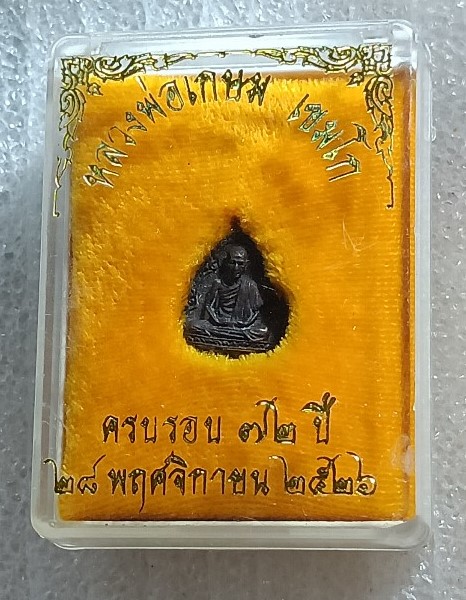 หลวงพ่อเกษม เขมโก
ครบรอบ ๗๒ ปี
๒๘ พฤศจิกายน ๒๕๒๖